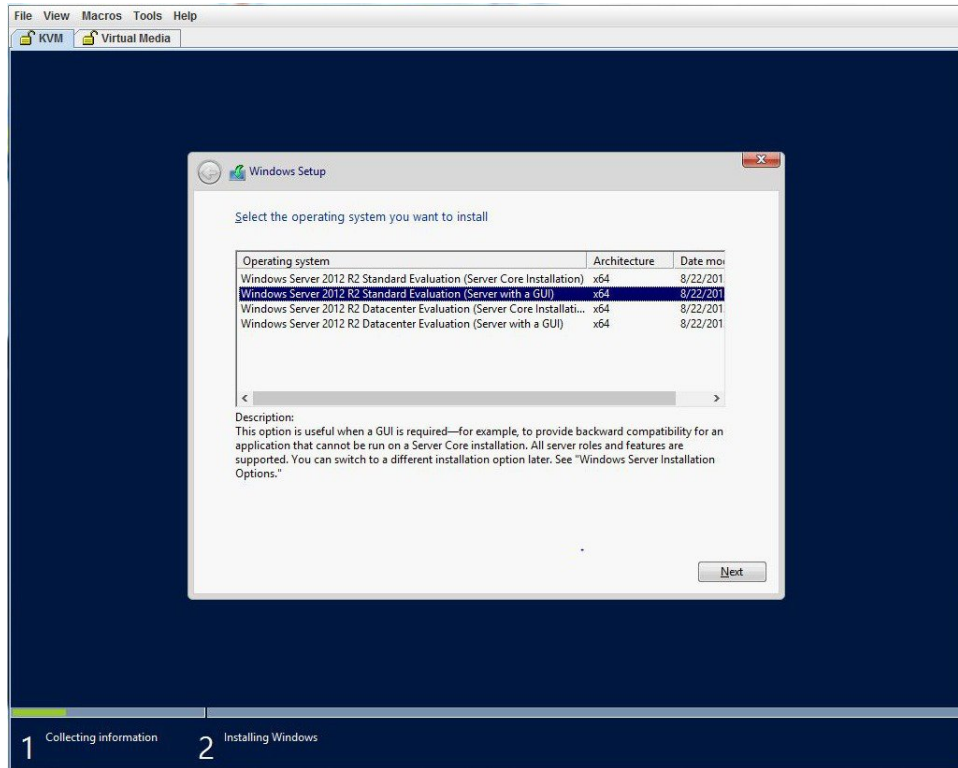 File View Macros Tools Help
KVM Virtual Media
Windows Setup
Select the operating system you want to install
Operating system Architecture Date mo
Windows Server 2012 R2 Standard Evaluation (Server Core Installation) x64 8/22/201
Windows Server 2012 R2 Standard Evaluation (Server with a GUI) x64 8/22/201
Windows Server 2012 R2 Datacenter Evaluation (Server Core Installati... x64 8/22/201
Windows Server 2012 R2 Datacenter Evaluation (Server with a GUI) x64 8/22/201
Description:
This option is useful when a GUI is required—for example, to provide backward compatibility for an
application that cannot be run on a Server Core installation. All server roles and features are
supported. You can switch to a different installation option later. See "Windows Server Installation
Options."
Next
1 Collecting information 2 Installing Windows